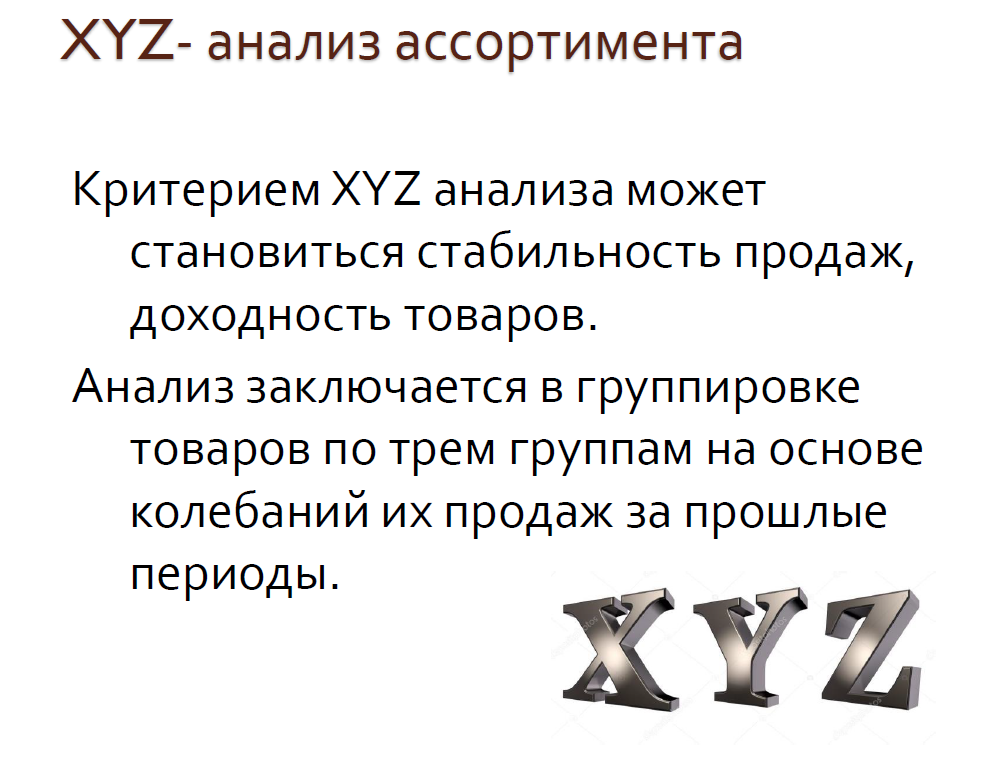 XYZ- анализ ассортимента
Критерием XYZ анализа может
становиться стабильность продаж,
доходность товаров.
Анализ заключается в группировке
товаров по трем группам на основе
колебаний их продаж за прошлые
периоды.
XYZ